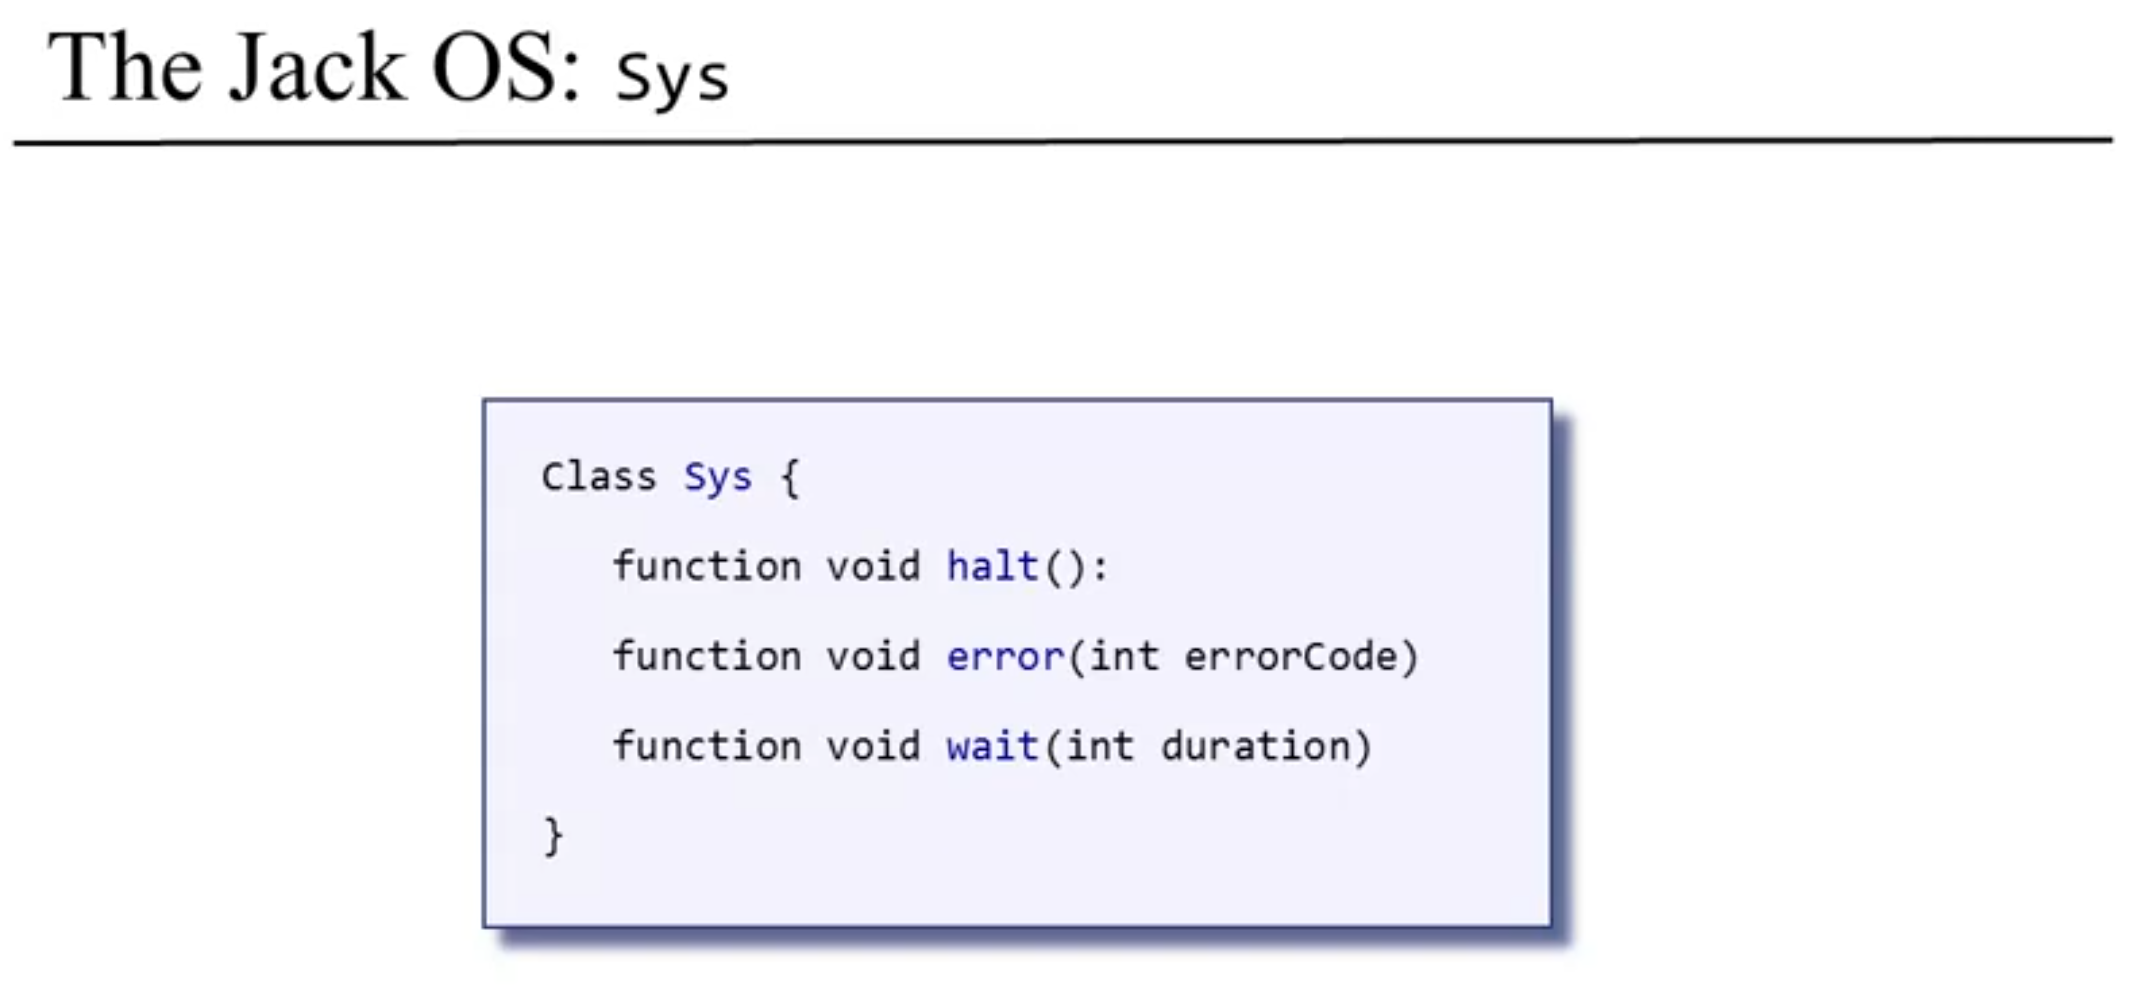 The Jack OS: Sys
Class Sys {
function void halt():
function void error(int errorCode)
function void wait(int duration)
}